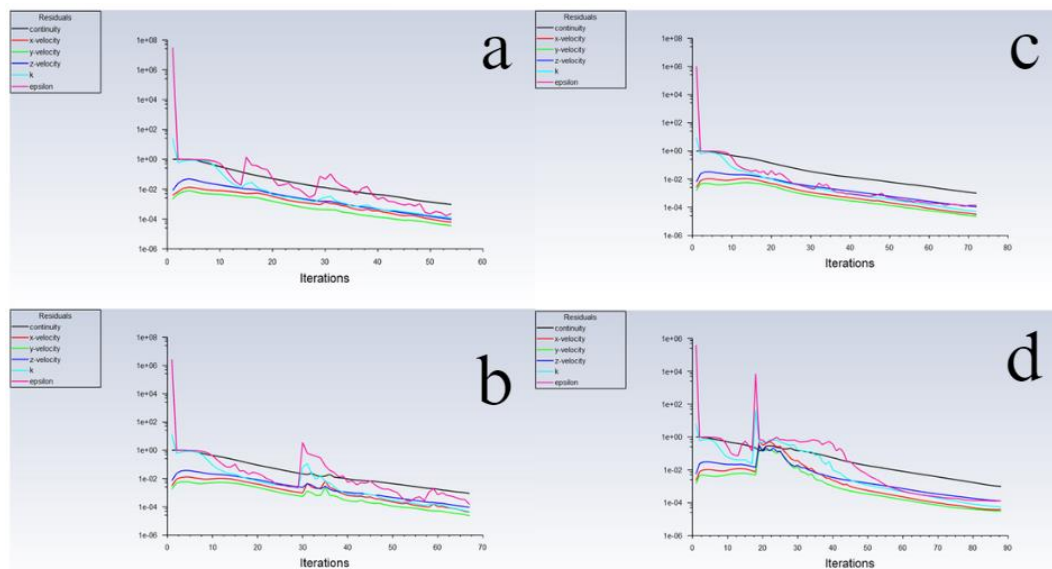 Residuals
continuity
x-velocity
y-velocity
z-velocity
k
epsilon
a
1e+08
1e+06
1e+04
1e+02
1e+00
1e-02
1e-04
1e-06
0 10 20 30 40 50 60
Iterations
Residuals
continuity
x-velocity
y-velocity
z-velocity
k
epsilon
c
1e+08
1e+06
1e+04
1e+02
1e+00
1e-02
1e-04
1e-06
0 10 20 30 40 50 60 70 80
Iterations
Residuals
continuity
x-velocity
y-velocity
z-velocity
k
epsilon
b
1e+08
1e+06
1e+04
1e+02
1e+00
1e-02
1e-04
1e-06
0 10 20 30 40 50 60 70
Iterations
Residuals
continuity
x-velocity
y-velocity
z-velocity
k
epsilon
d
1e+06
1e+04
1e+02
1e+00
1e-02
1e-04
1e-06
0 10 20 30 40 50 60 70 80 90
Iterations